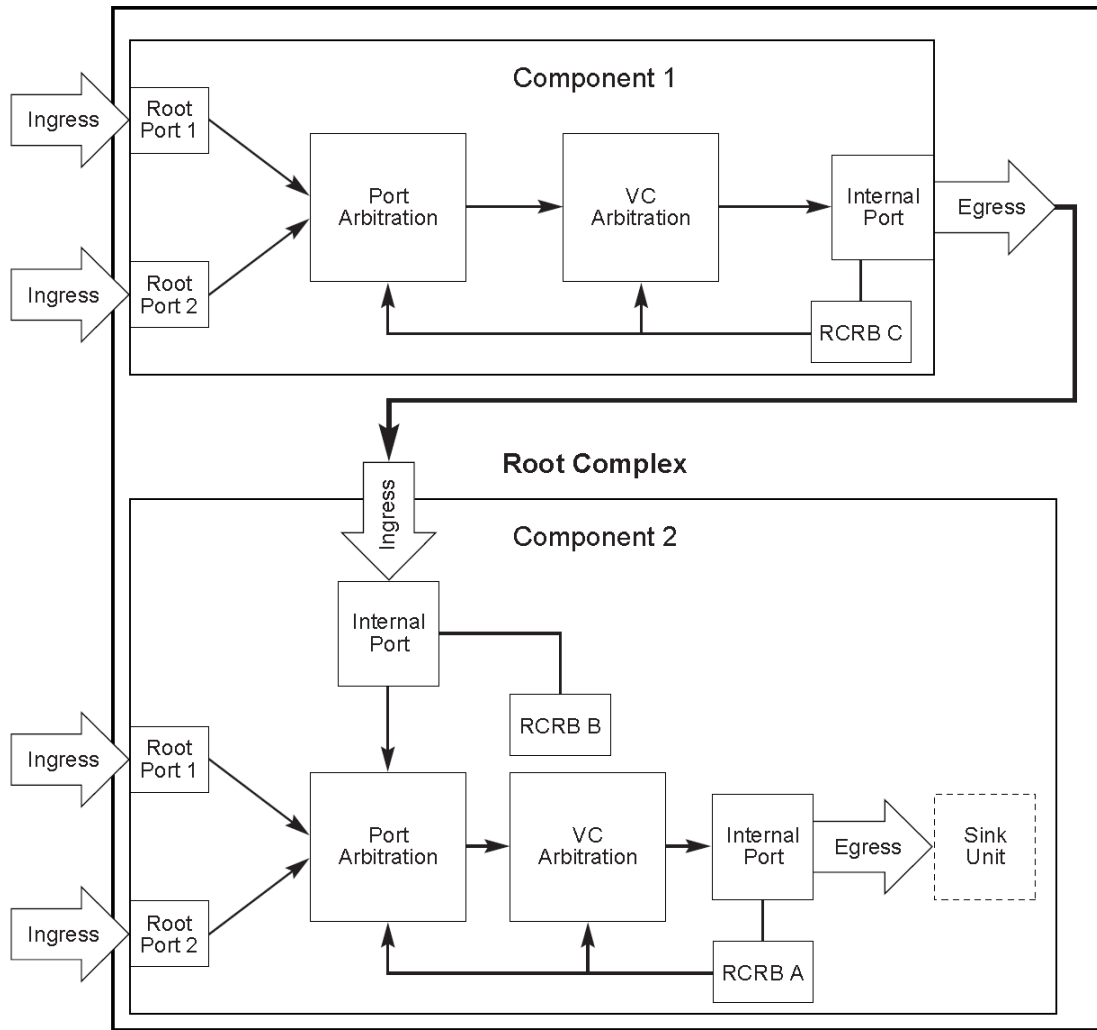 Component 1
Ingress
Root
Port 1
Port
Arbitration
VC
Arbitration
Internal
Port
Egress
Ingress
Root
Port 2
RCRB C
Root Complex
Ingress
Component 2
Internal
Port
RCRB B
Ingress
Root
Port 1
Port
Arbitration
VC
Arbitration
Internal
Port
Egress
Sink
Unit
Ingress
Root
Port 2
RCRB A